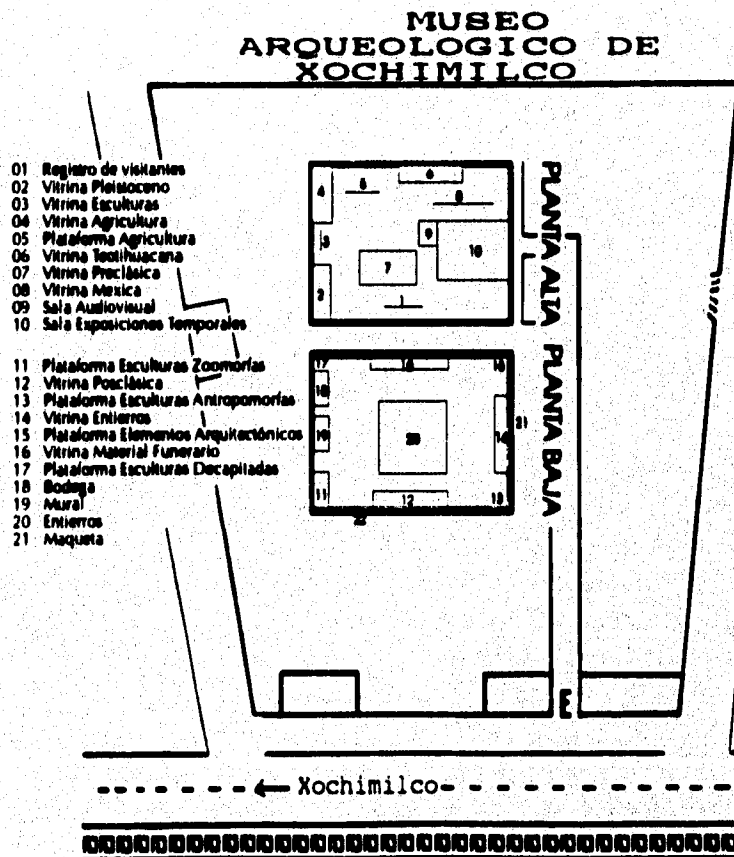 MUSEO
ARQUEOLOGICO DE
XOCHIMILCO
01 Registro de visitantes
02 Vitrina Pleistoceno
03 Vitrina Esculturas
04 Vitrina Agricultura
05 Plataforma Agricultura
06 Vitrina Teotihuacana
07 Vitrina Preclásica
08 Vitrina Mexica
09 Sala Audiovisual
10 Sala Exposiciones Temporales
11 Plataforma Esculturas Zoomorfas
12 Vitrina Posclásica
13 Plataforma Esculturas Antropomorfas
14 Vitrina Entierros
15 Plataforma Elementos Arquitectónicos
16 Vitrina Material Funerario
17 Plataforma Esculturas Decapitadas
18 Bodega
19 Mural
20 Entierros
21 Maqueta
PLANTA ALTA
4
5
6
8
3
9
10
7
2
1
PLANTA BAJA
17
18
19
20
14
21
11
12
13
22
E
Xochimilco